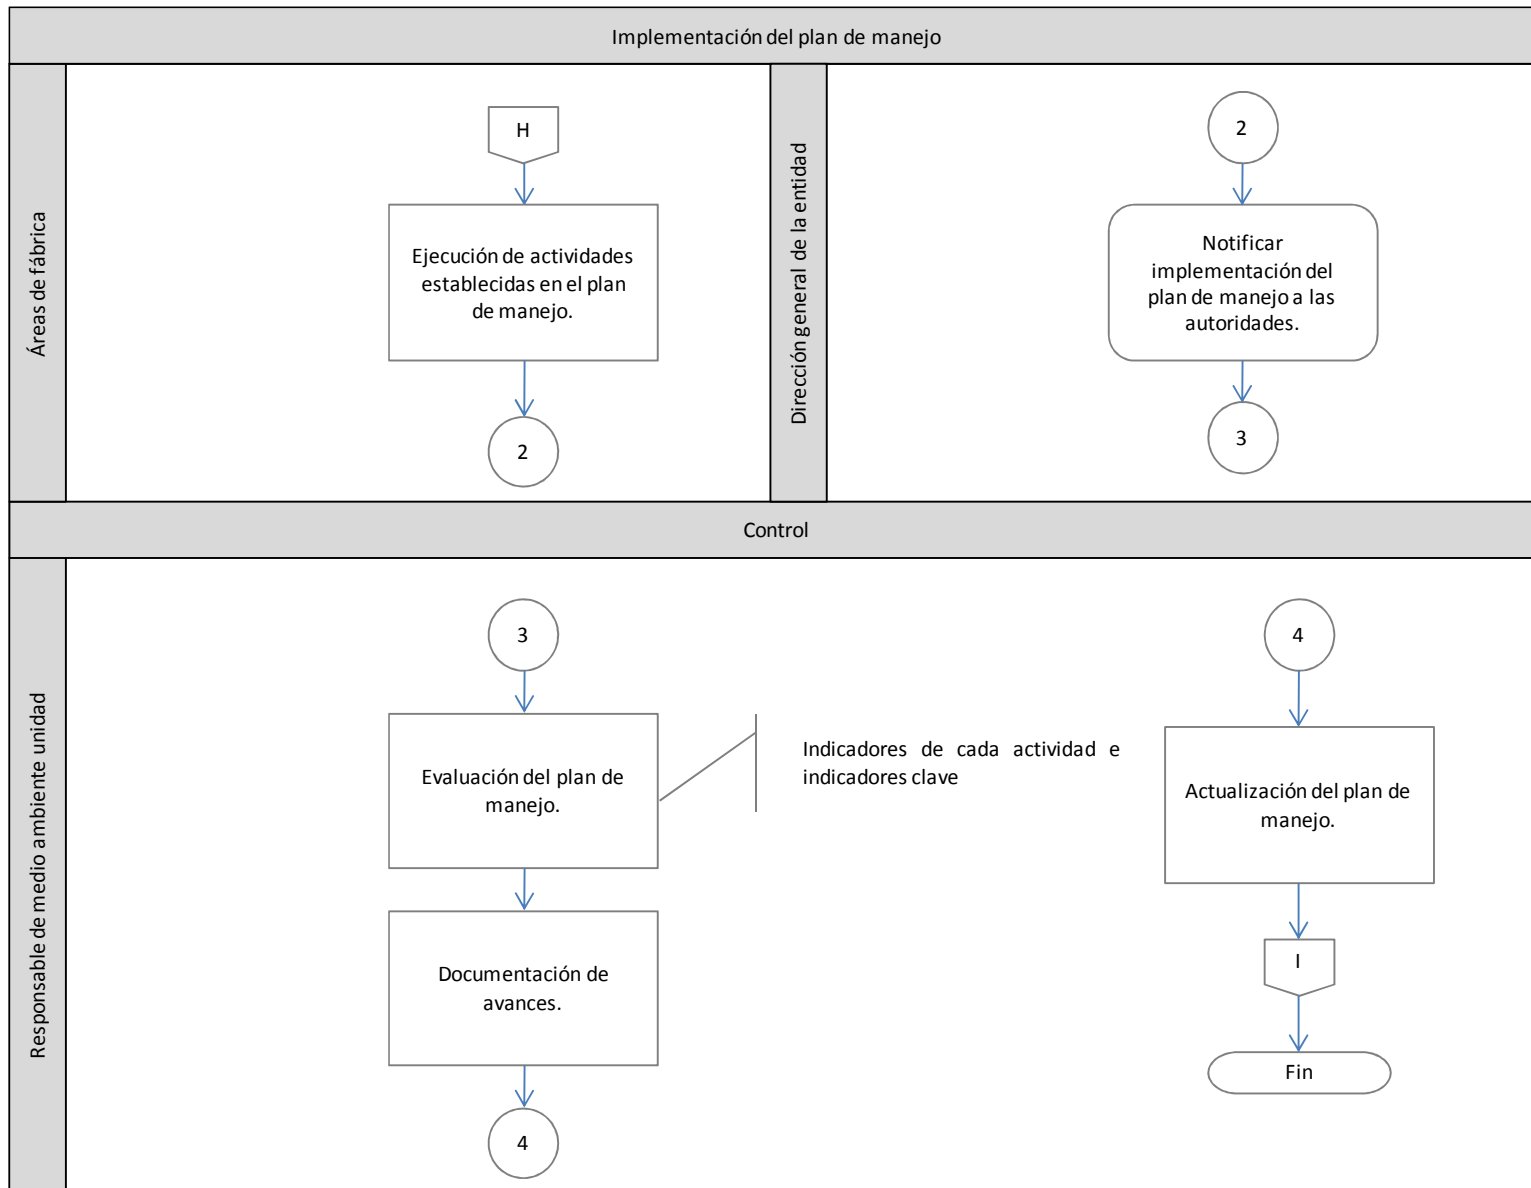 Implementación del plan de manejo
Áreas de fábrica
H
Ejecución de actividades
establecidas en el plan
de manejo.
2
Dirección general de la entidad
2
Notificar
implementación del
plan de manejo a las
autoridades.
3
Control
Responsable de medio ambiente unidad
3
Evaluación del plan de
manejo.
Indicadores de cada actividad e
indicadores clave
Documentación de
avances.
4
4
Actualización del plan de
manejo.
I
Fin